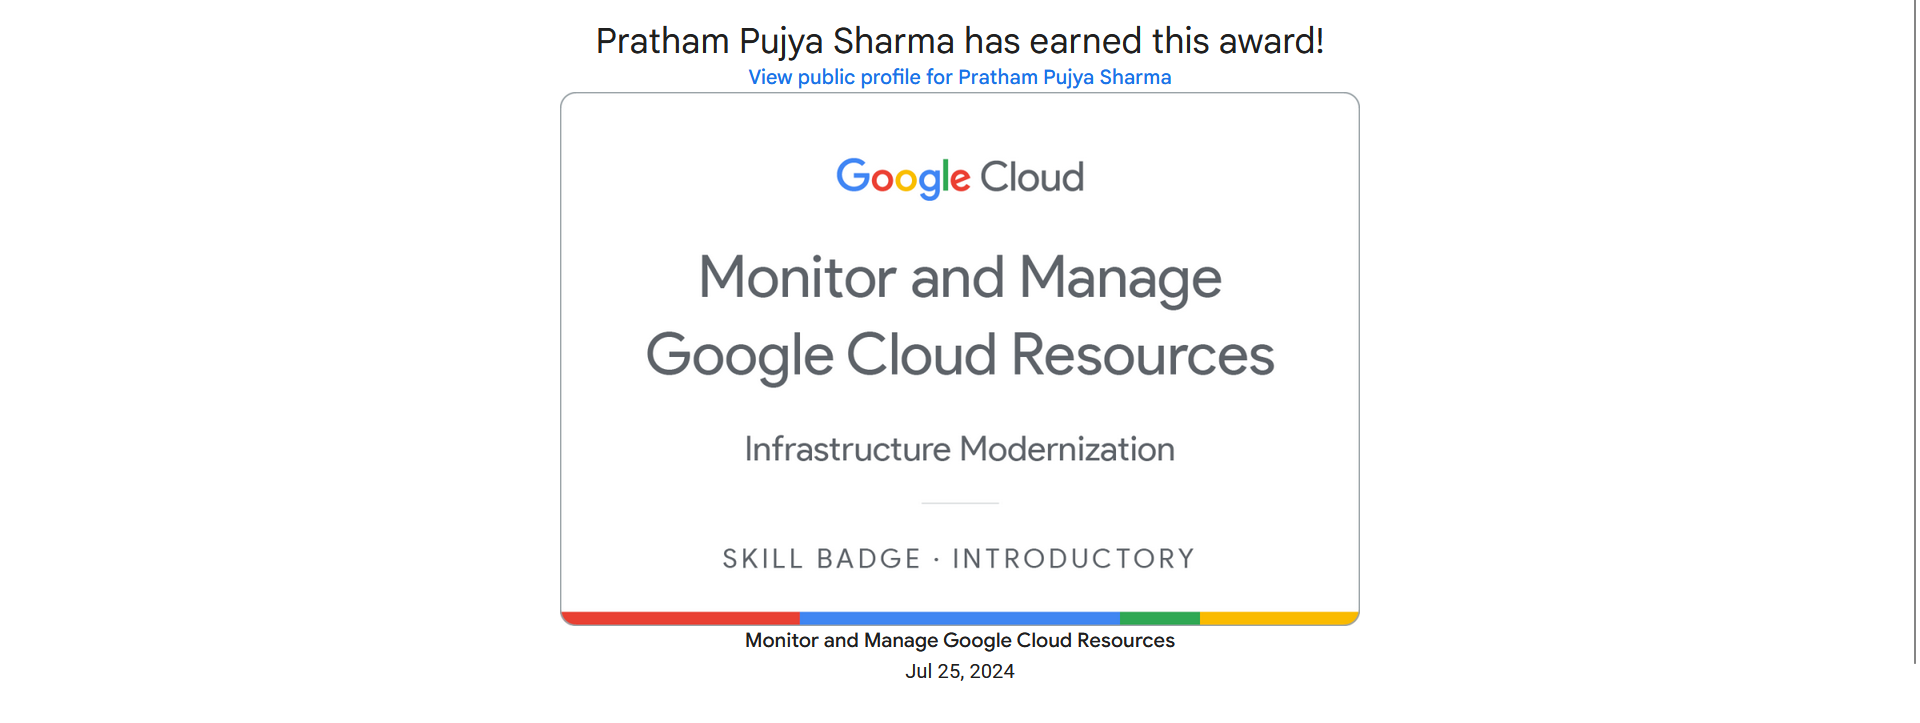 Pratham Pujya Sharma has earned this award!
View public profile for Pratham Pujya Sharma
Google Cloud
Monitor and Manage
Google Cloud Resources
Infrastructure Modernization
SKILL BADGE · INTRODUCTORY
Monitor and Manage Google Cloud Resources
Jul 25, 2024